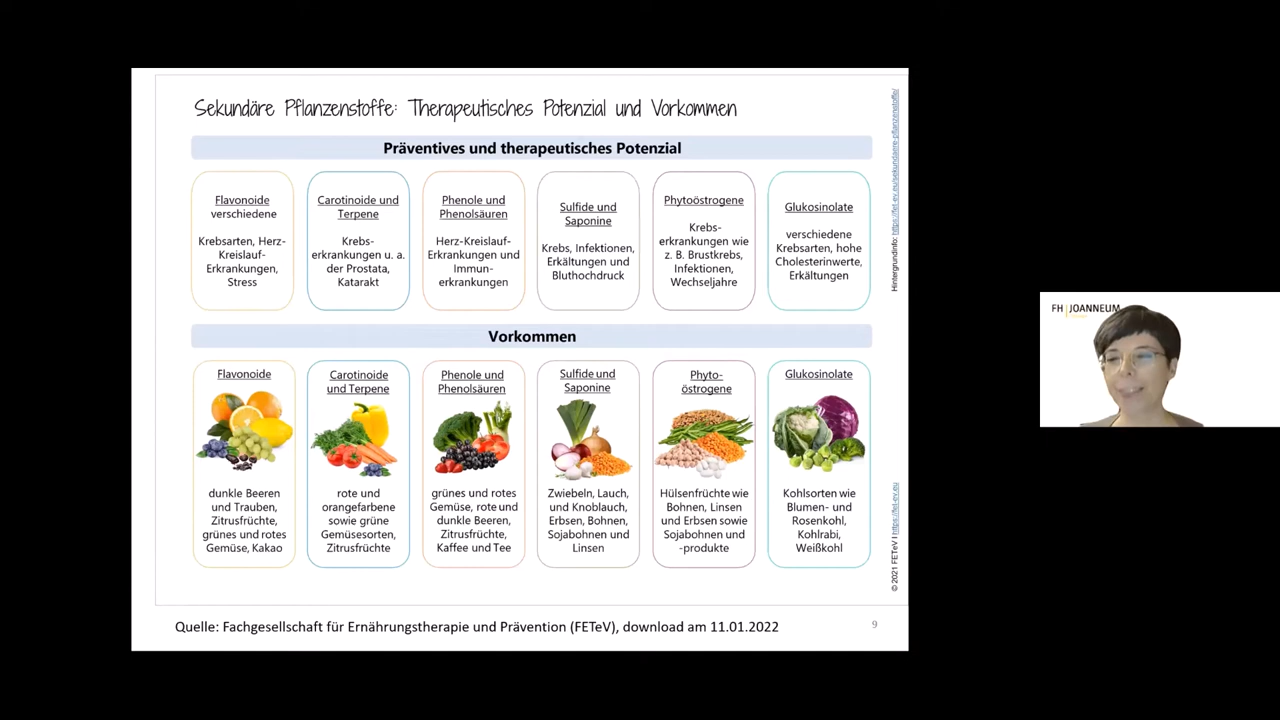 Sekundäre Pflanzenstoffe: Therapeutisches Potenzial und Vorkommen
Präventives und therapeutisches Potenzial
Flavonoide
verschiedene
Krebsarten, Herz-
Kreislauf-
Erkrankungen,
Stress
Carotinoide und
Terpene
Krebs-
erkrankungen u. a.
der Prostata,
Katarakt
Phenole und
Phenolsäuren
Herz-Kreislauf-
Erkrankungen und
Immun-
erkrankungen
Sulfide und
Saponine
Krebs, Infektionen,
Erkältungen und
Bluthochdruck
Phytoöstrogene
Krebs-
erkrankungen wie
z. B. Brustkrebs,
Infektionen,
Wechseljahre
Glukosinolate
verschiedene
Krebsarten, hohe
Cholesterinwerte,
Erkältungen
Vorkommen
Flavonoide
dunkle Beeren
und Trauben,
Zitrusfrüchte,
grünes und rotes
Gemüse, Kakao
Carotinoide
und Terpene
rote und
orangefarbene
sowie grüne
Gemüsesorten,
Zitrusfrüchte
Phenole und
Phenolsäuren
grünes und rotes
Gemüse, rote und
dunkle Beeren,
Zitrusfrüchte,
Kaffee und Tee
Sulfide und
Saponine
Zwiebeln, Lauch,
und Knoblauch,
Erbsen, Bohnen,
Sojabohnen und
Linsen
Phyto-
östrogene
Hülsenfrüchte wie
Bohnen, Linsen
und Erbsen sowie
Sojabohnen und
-produkte
Glukosinolate
Kohlsorten wie
Blumen- und
Rosenkohl,
Kohlrabi,
Weißkohl
Hintergrundinfo: https://fet-ev.eu/sekundaere-pflanzenstoffe/
© 2021 FETeV I https://fet-ev.eu
Quelle: Fachgesellschaft für Ernährungstherapie und Prävention (FETeV), download am 11.01.2022
9
FH JOANNEUM